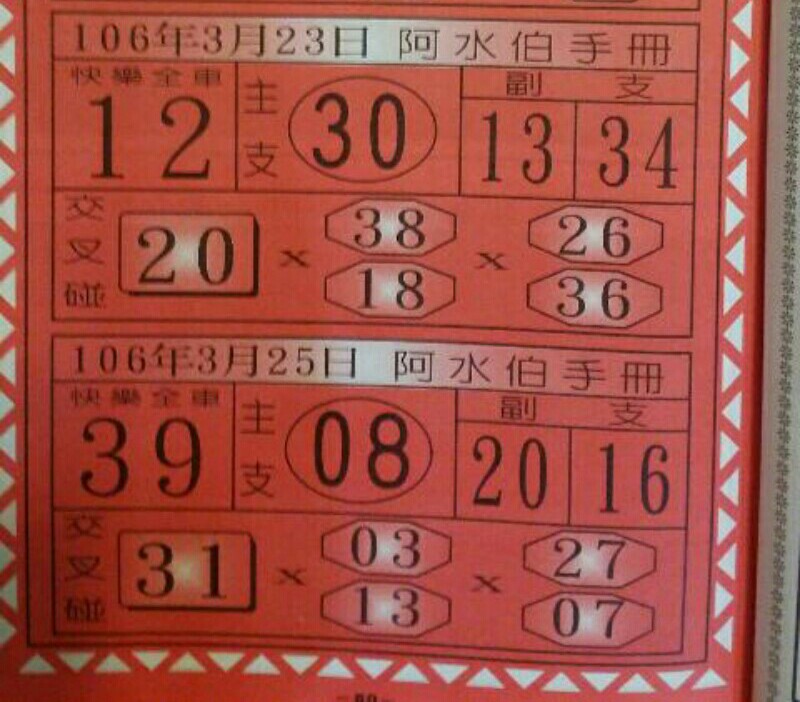 106年3月23日 阿水伯手冊
快樂全車 主支 副支
12 30 13 34
交叉碰
38 26
20 × ×
18 36
106年3月25日 阿水伯手冊
快樂全車 主支 副支
39 08 20 16
交叉碰
03 27
31 × ×
13 07